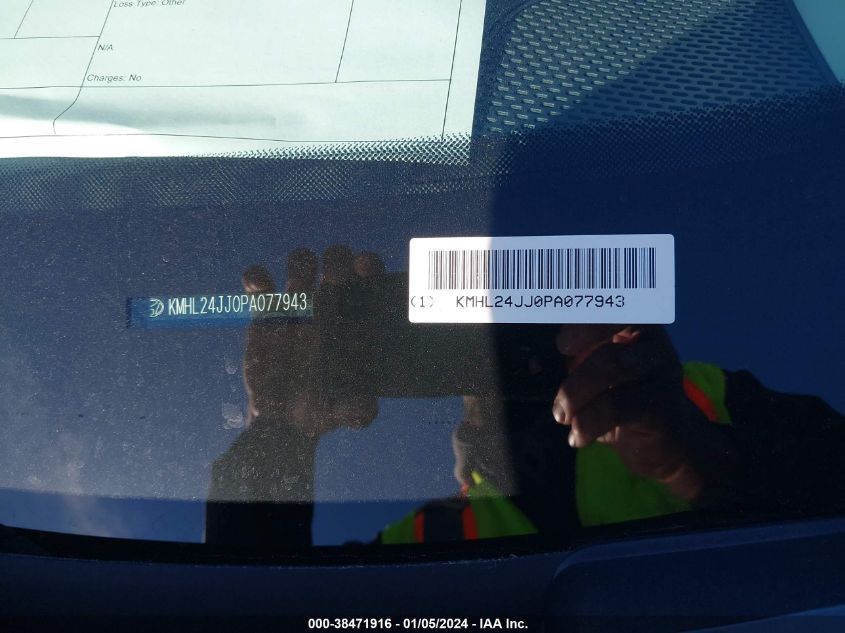 Loss Type: Other
N/A
Charges: No
KMHL24JJ0PA077943
(1) KMHL24JJ0PA077943
000-38471916 - 01/05/2024 - IAA Inc.